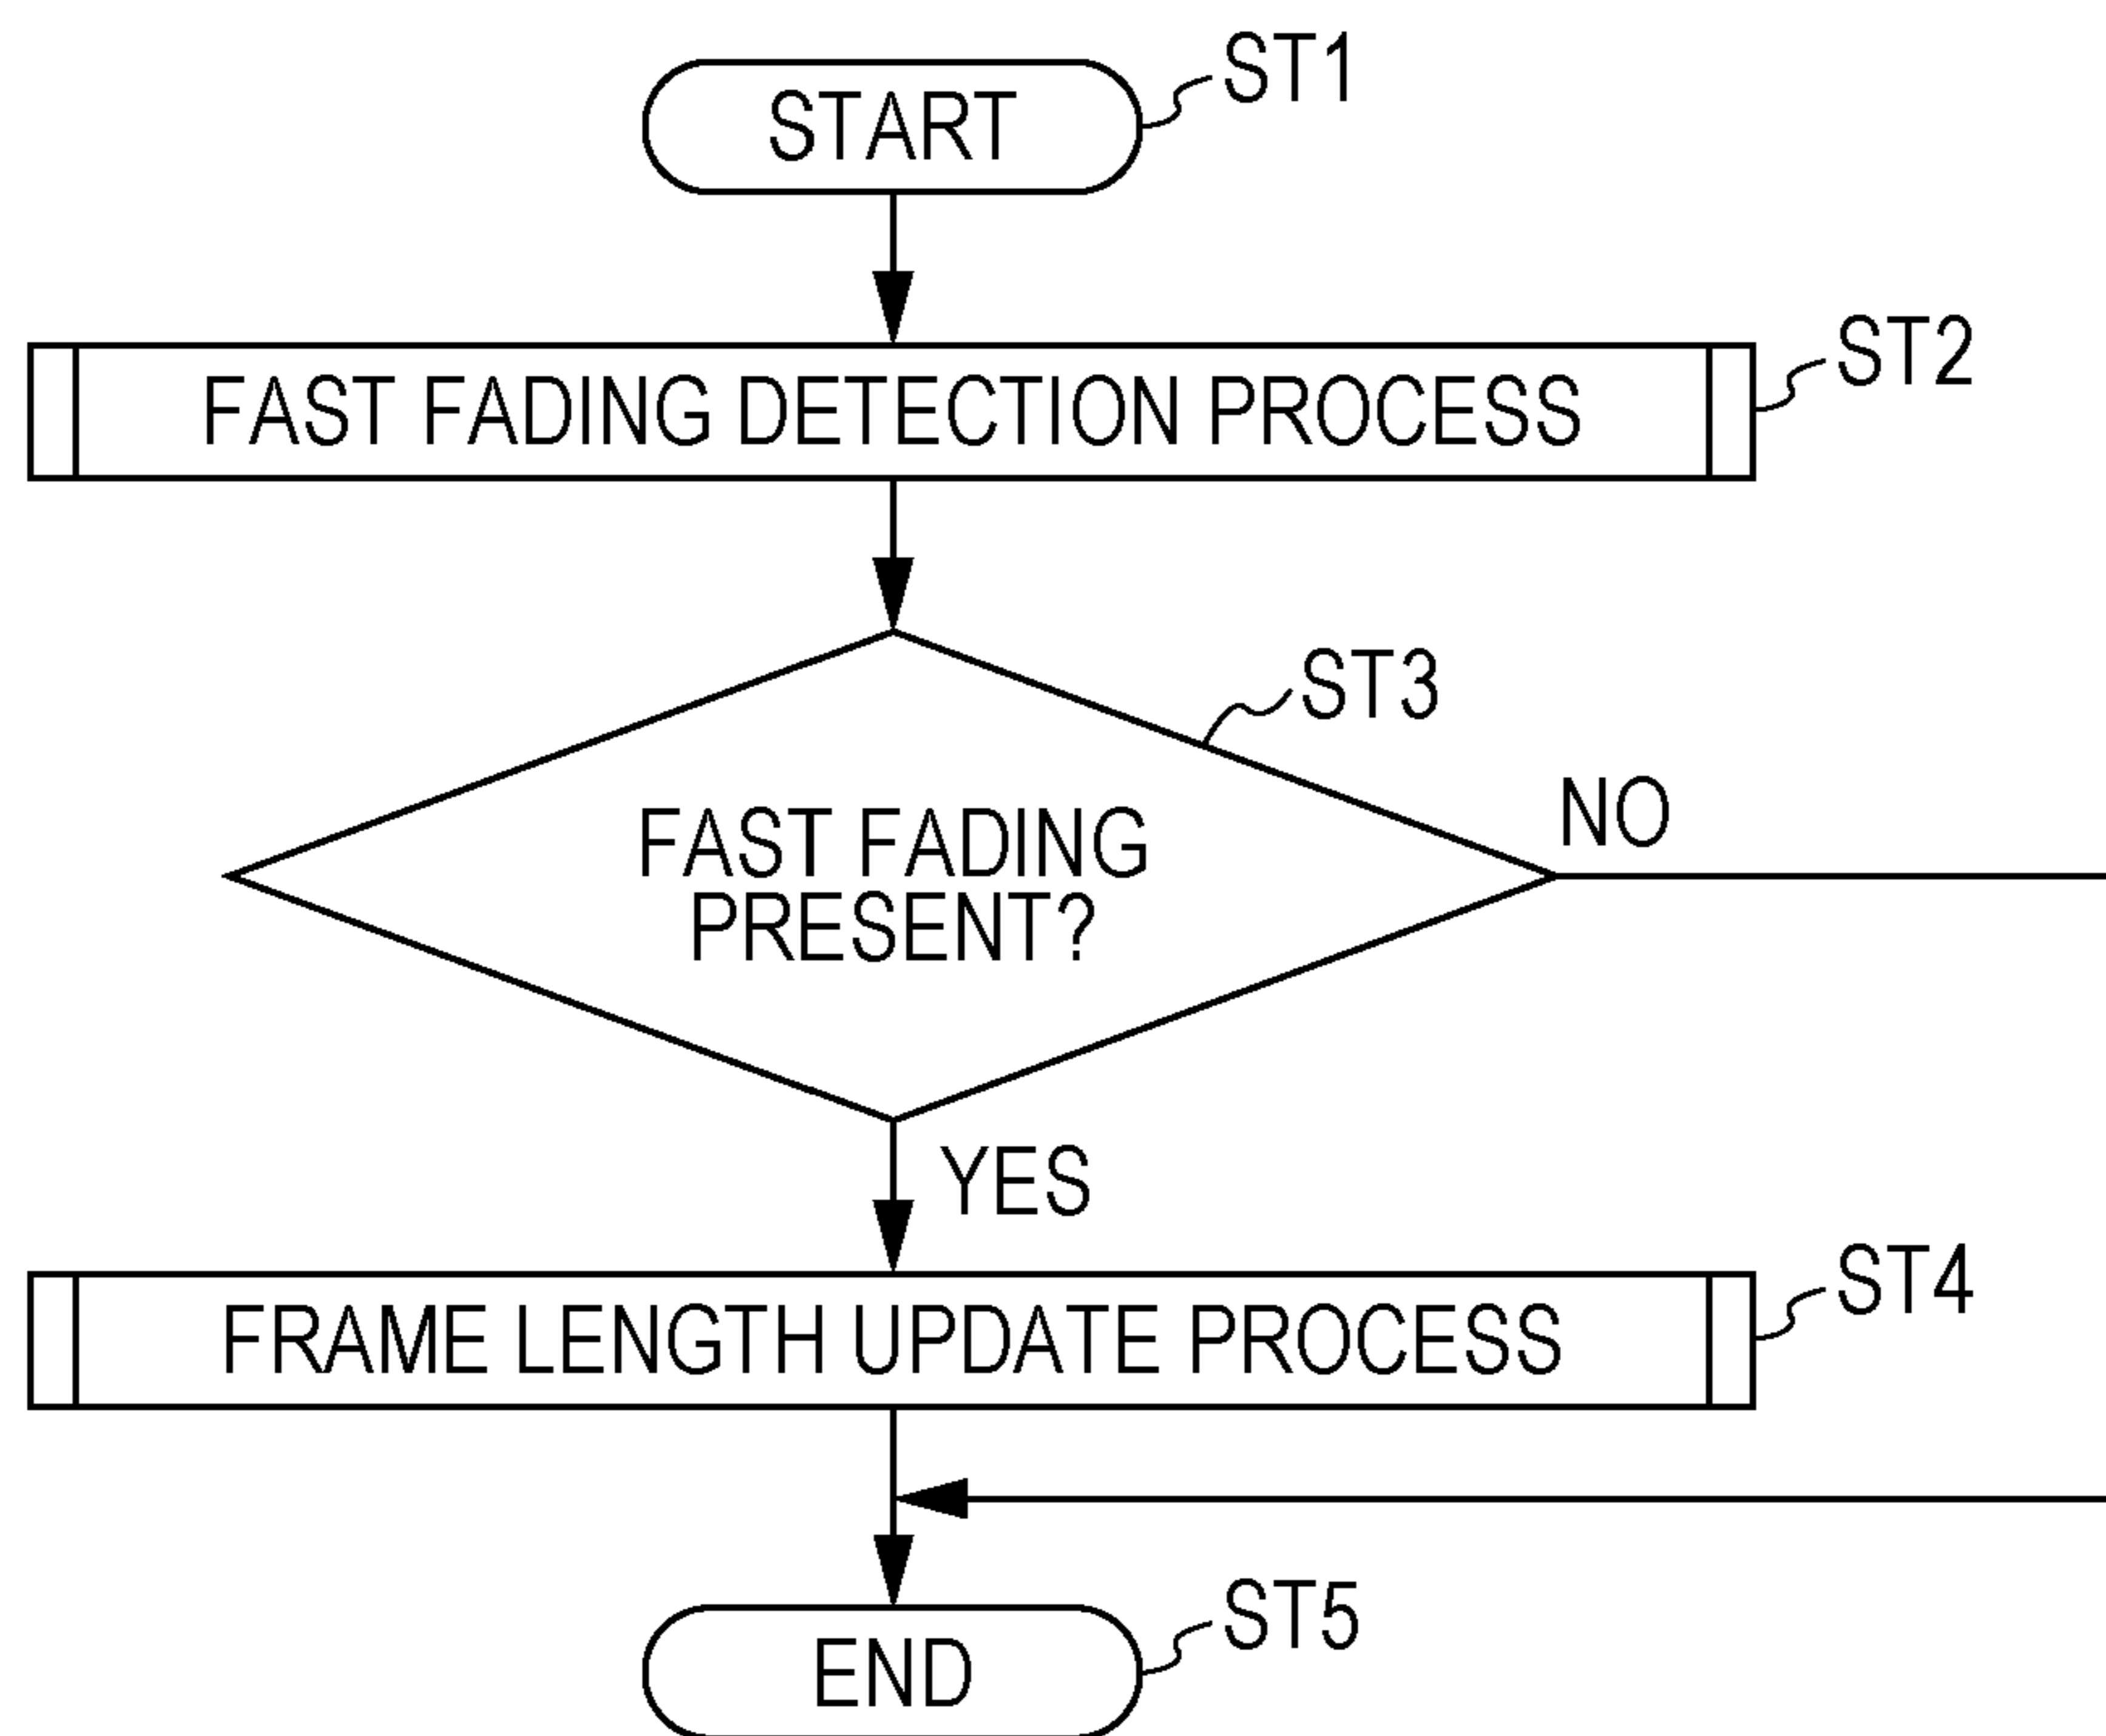 START
ST1
FAST FADING DETECTION PROCESS
ST2
ST3
FAST FADING
PRESENT?
NO
YES
FRAME LENGTH UPDATE PROCESS
ST4
END
ST5